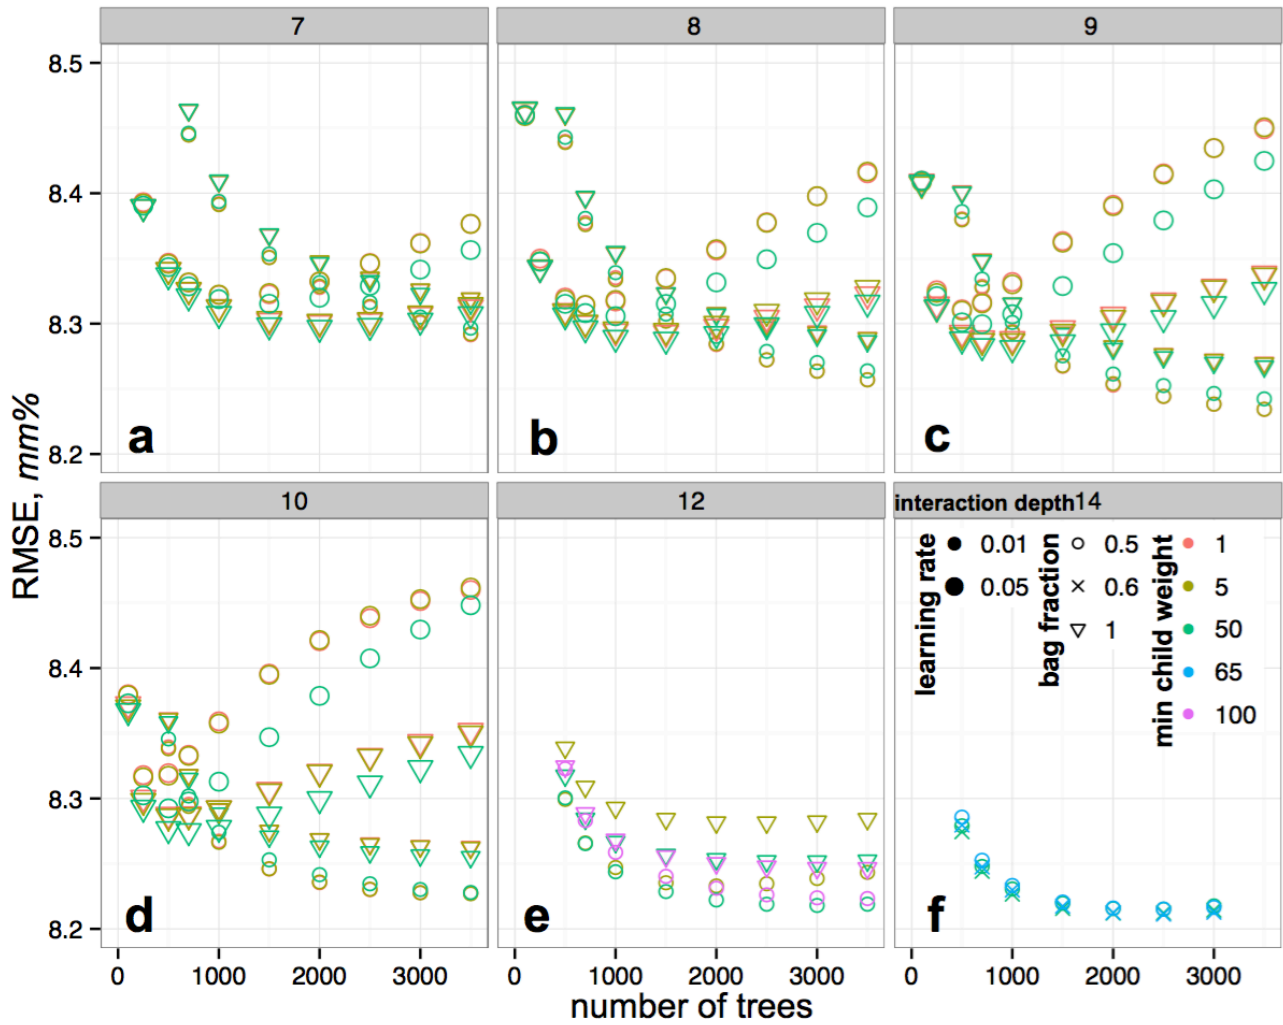 7 8 9
8.5
8.4
8.3
8.2
a b c
RMSE, mm%
10 12 interaction depth14
8.5
8.4
8.3
8.2
learning rate
0.01
0.05
bag fraction
0.5
0.6
1
min child weight
1
5
50
65
100
d e f
0 1000 2000 3000 0 1000 2000 3000 0 1000 2000 3000
number of trees